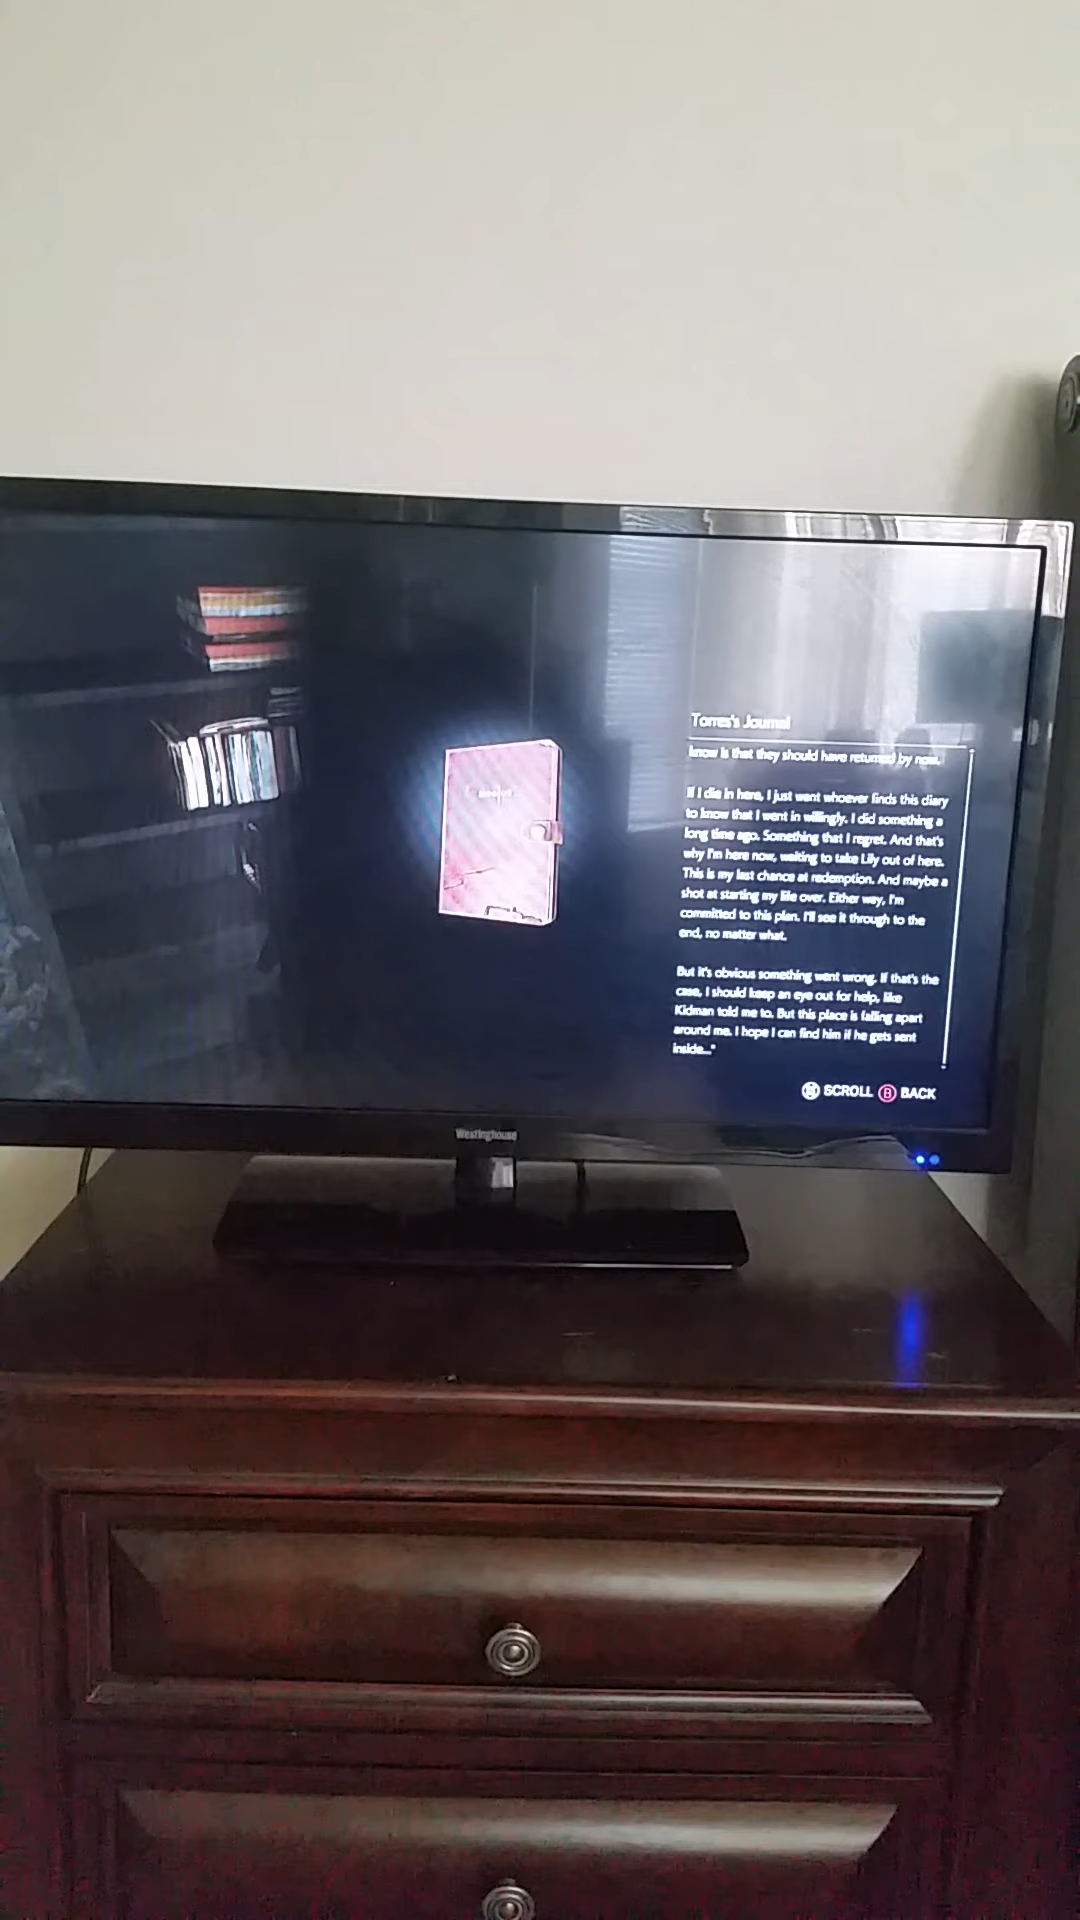 Torres's Journal
know is that they should have returned by now.
If I die in here, I just want whoever finds this diary
to know that I went in willingly. I did something a
long time ago. Something that I regret. And that's
why I'm here now, waiting to take Lily out of here.
This is my last chance at redemption. And maybe a
shot at starting my life over. Either way, I'm
committed to this plan. I'll see it through to the
end, no matter what.
But it's obvious something went wrong. If that's the
case, I should keep an eye out for help, like
Kidman told me to. But this place is falling apart
around me. I hope I can find him if he gets sent
inside..."
SCROLL B BACK
Westinghouse